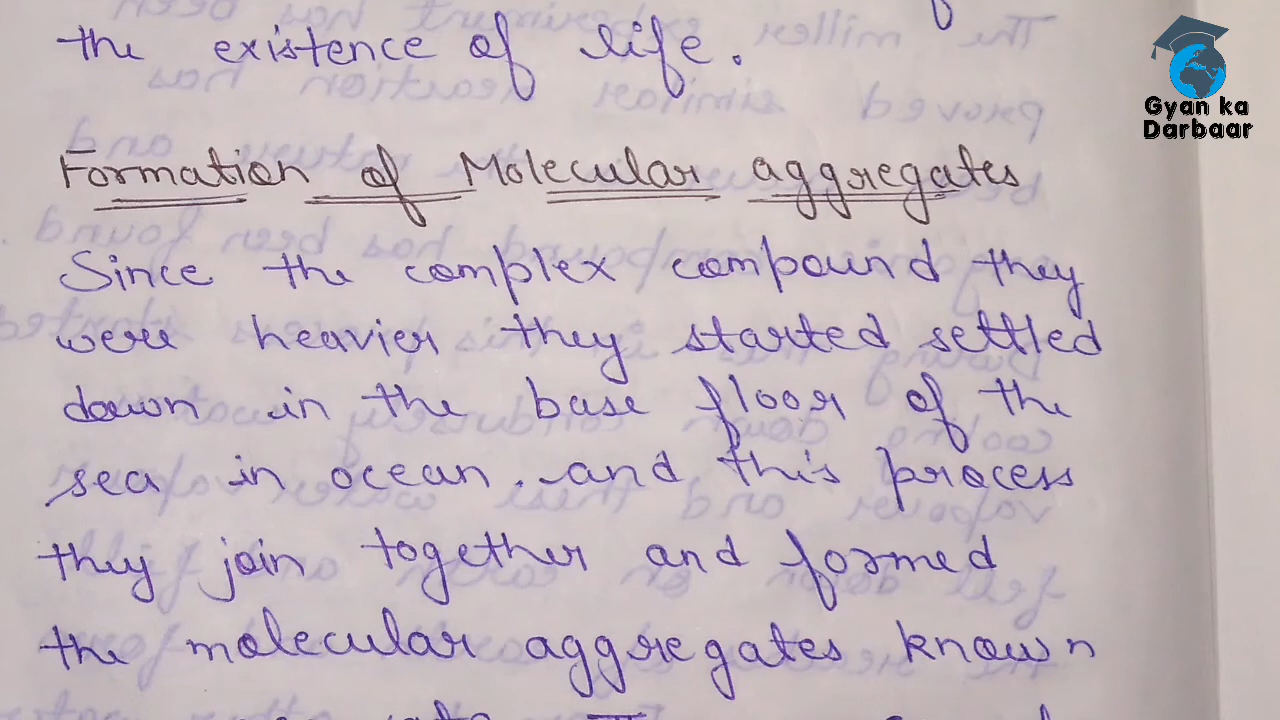 the existence of life.
Gyan ka
Darbaar
Formation of Molecular aggregates
Since the complex compound they
were heavier they started settled
down in the base floor of the
sea in ocean. and this process
they join together and formed
the molecular aggregates known